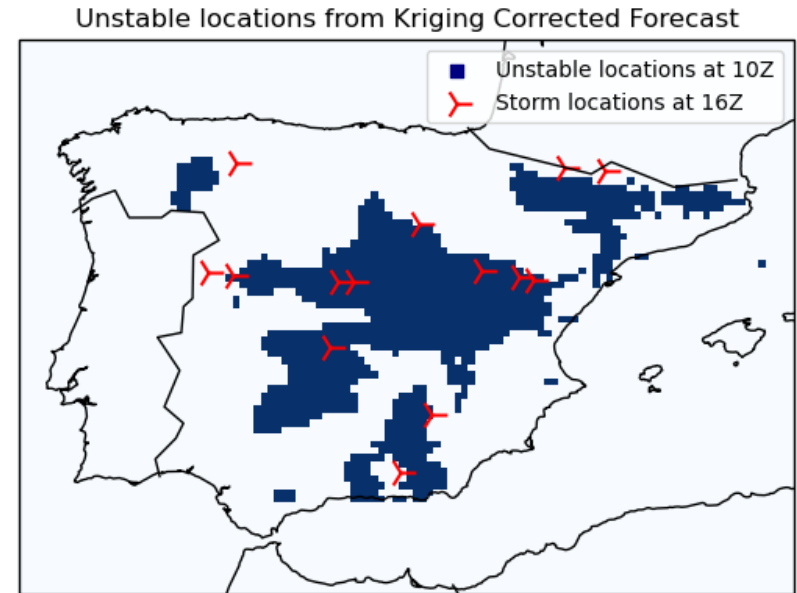 Unstable locations from Kriging Corrected Forecast
Unstable locations at 10Z
Storm locations at 16Z